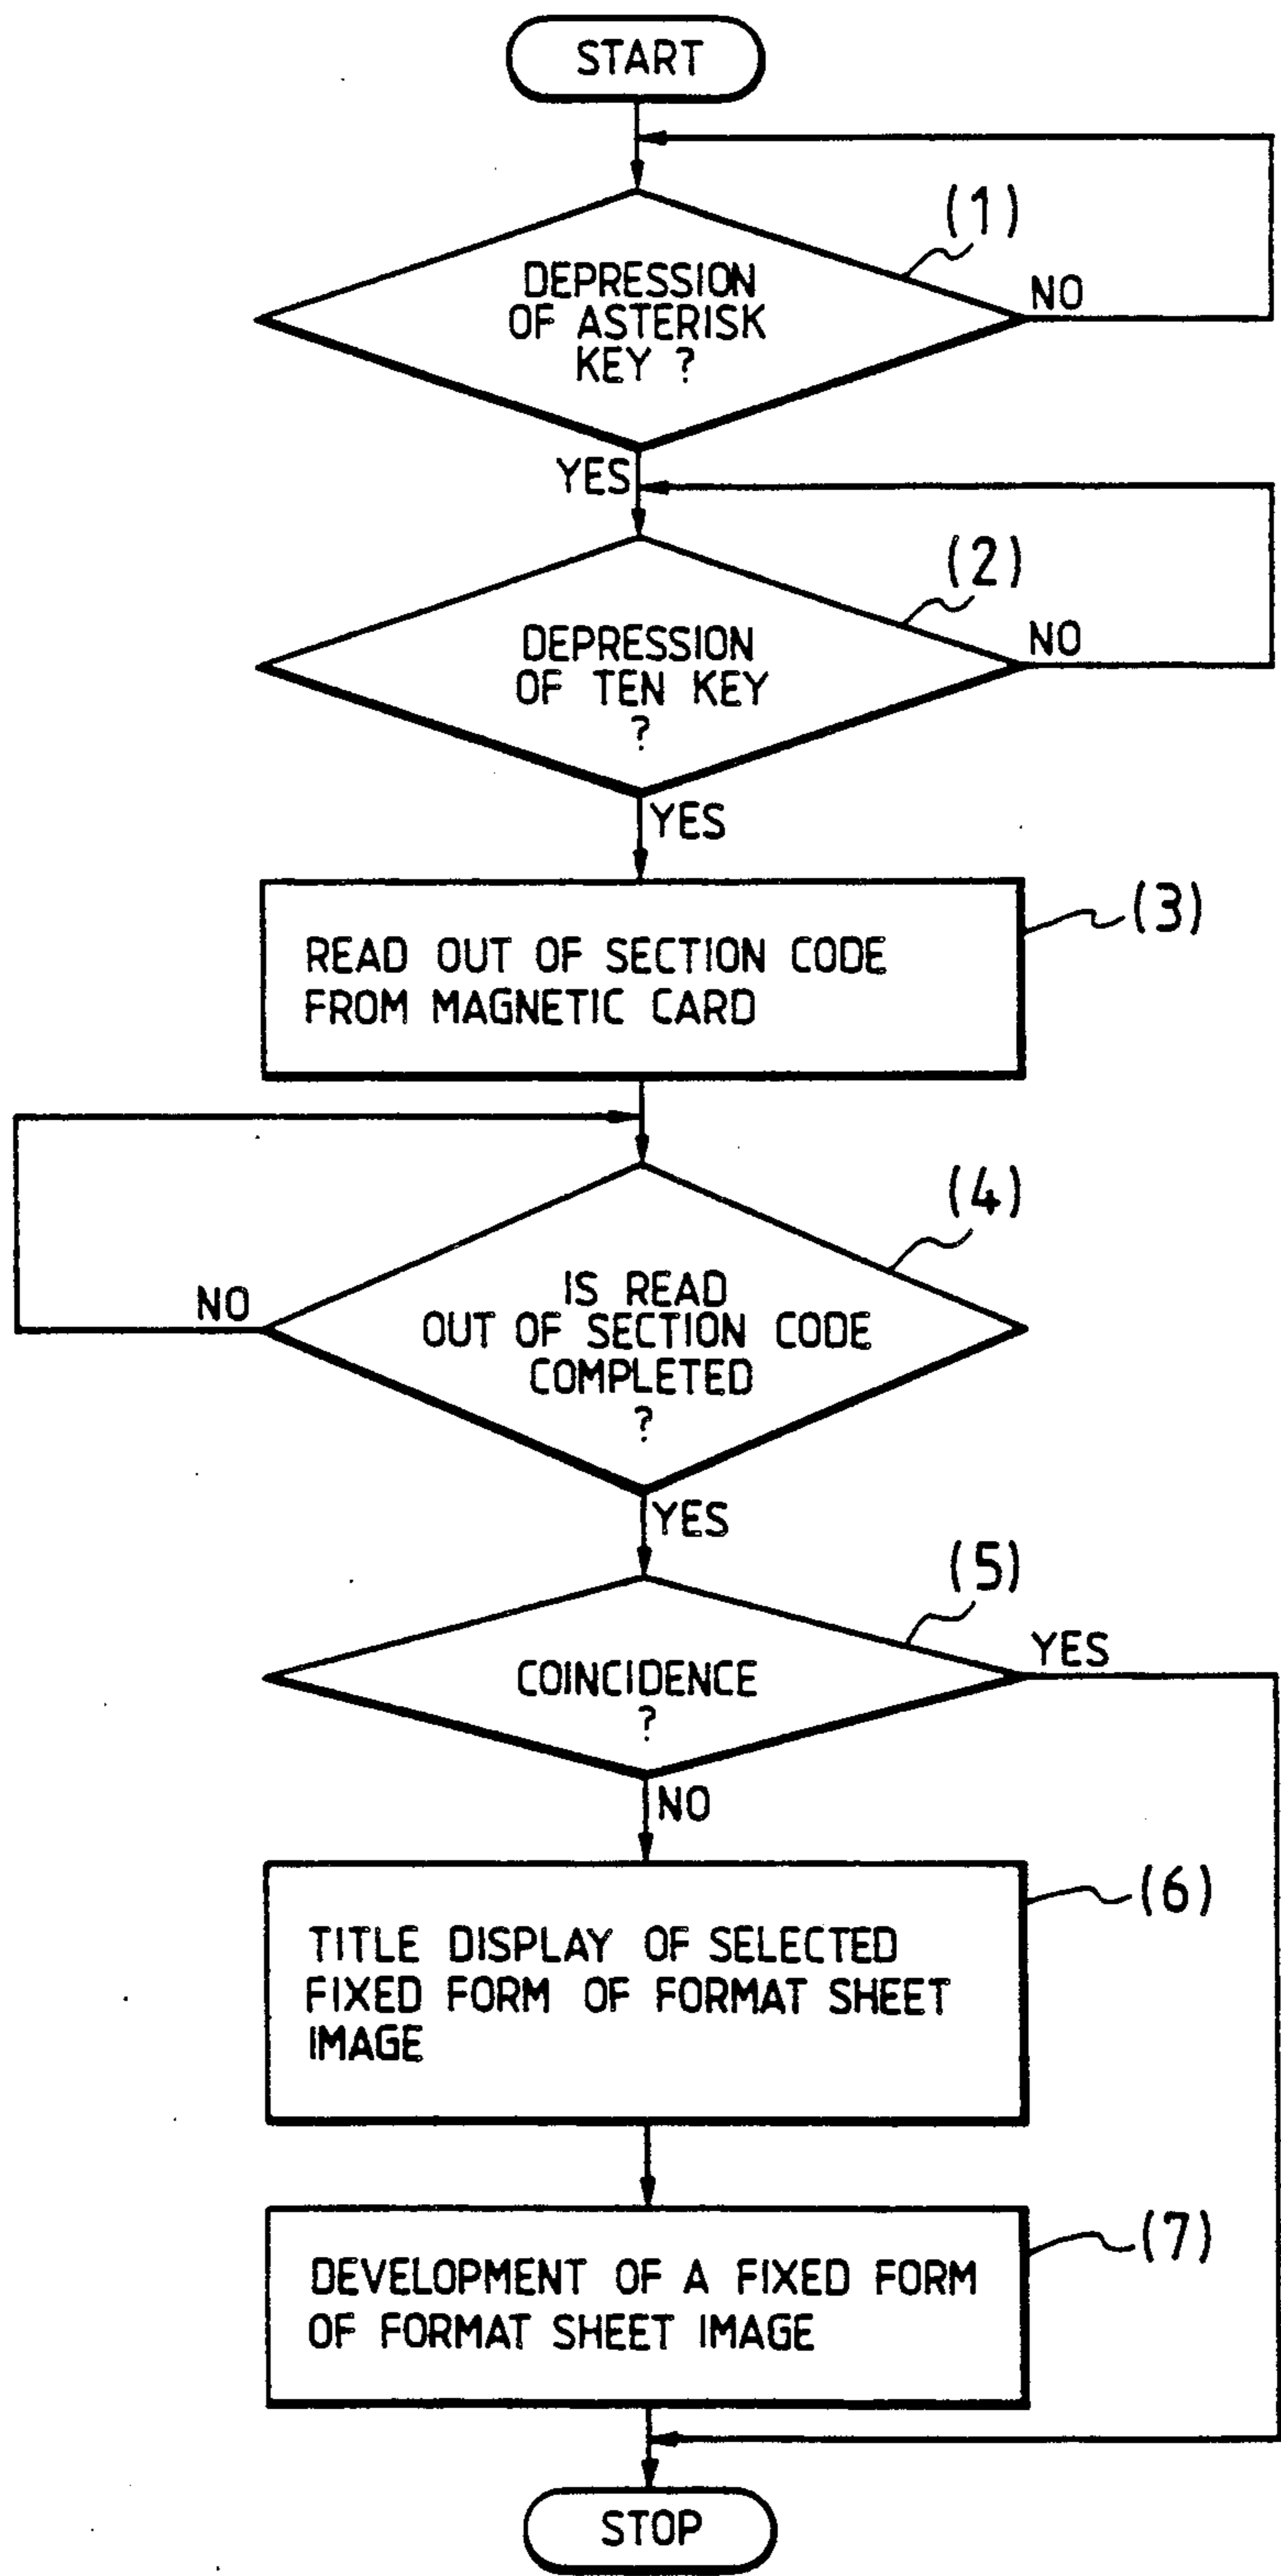 START
(1)
DEPRESSION
OF ASTERISK
KEY ?
NO
YES
(2)
DEPRESSION
OF TEN KEY
?
NO
YES
(3)
READ OUT OF SECTION CODE
FROM MAGNETIC CARD
(4)
IS READ
OUT OF SECTION CODE
COMPLETED
?
NO
YES
(5)
COINCIDENCE
?
YES
NO
(6)
TITLE DISPLAY OF SELECTED
FIXED FORM OF FORMAT SHEET
IMAGE
(7)
DEVELOPMENT OF A FIXED FORM
OF FORMAT SHEET IMAGE
STOP